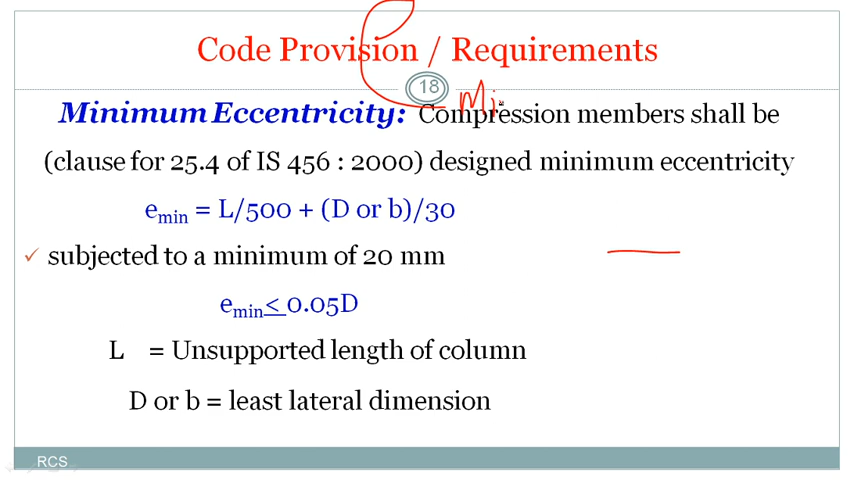 Code Provision / Requirements
18
Mi
Minimum Eccentricity: Compression members shall be
(clause for 25.4 of IS 456 : 2000) designed minimum eccentricity
emin = L/500 + (D or b)/30
✓ subjected to a minimum of 20 mm
emin≤ 0.05D
L = Unsupported length of column
D or b = least lateral dimension
RCS